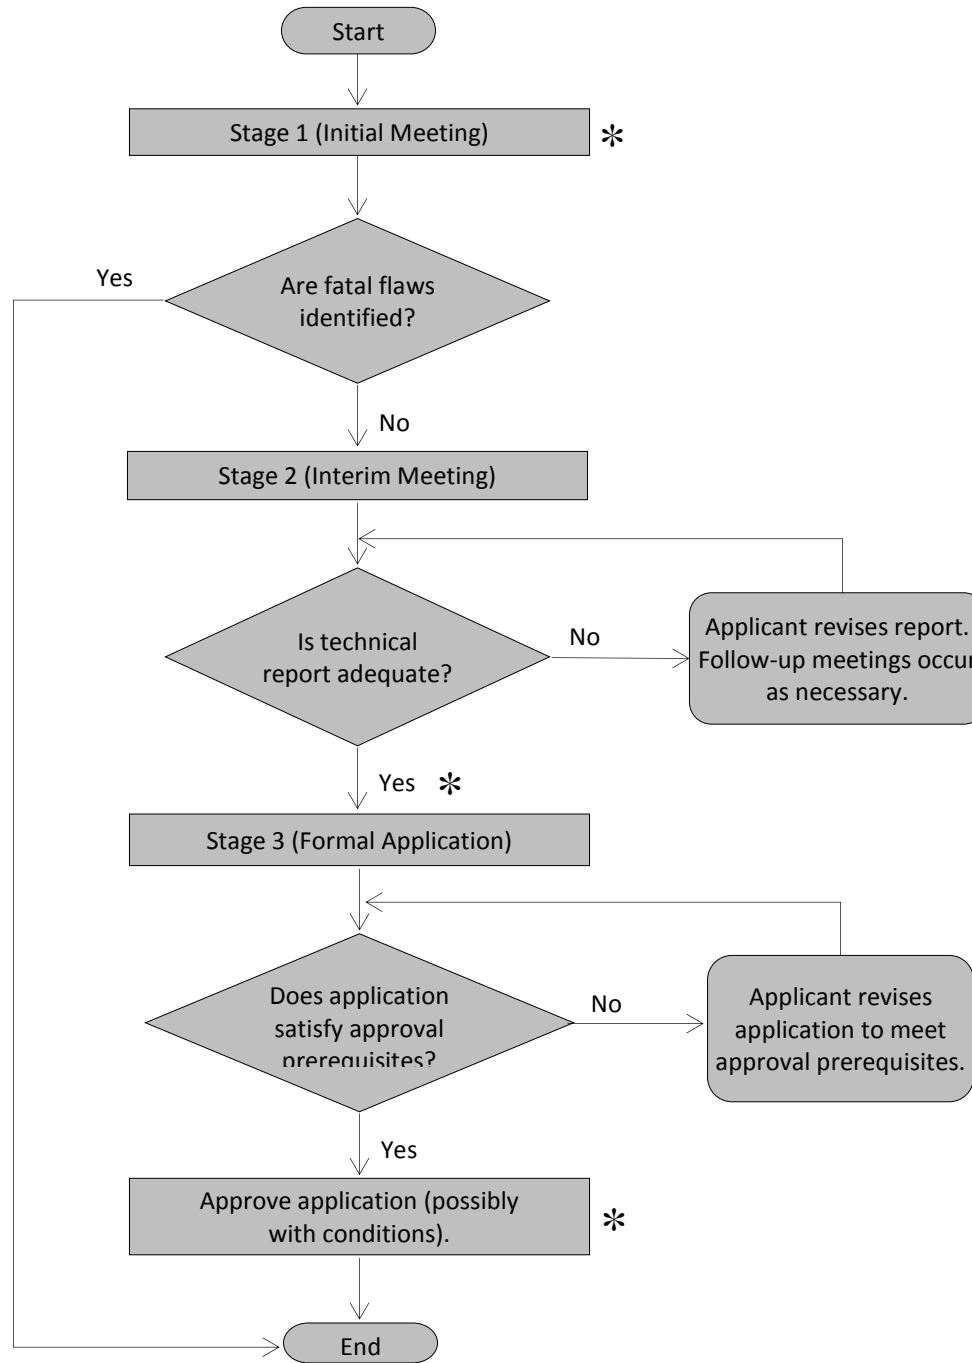 Start
Stage 1 (Initial Meeting)
*
Yes
Are fatal flaws
identified?
No
Stage 2 (Interim Meeting)
Is technical
report adequate?
No
Applicant revises report.
Follow-up meetings occur
as necessary.
Yes *
Stage 3 (Formal Application)
Does application
satisfy approval
prerequisites?
No
Applicant revises
application to meet
approval prerequisites.
Yes
Approve application (possibly
with conditions).
*
End